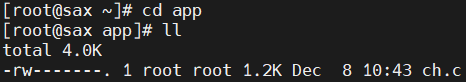 [root@sax ~]# cd app
[root@sax app]# ll
total 4.0K
-rw-------. 1 root root 1.2K Dec  8 10:43 ch.c